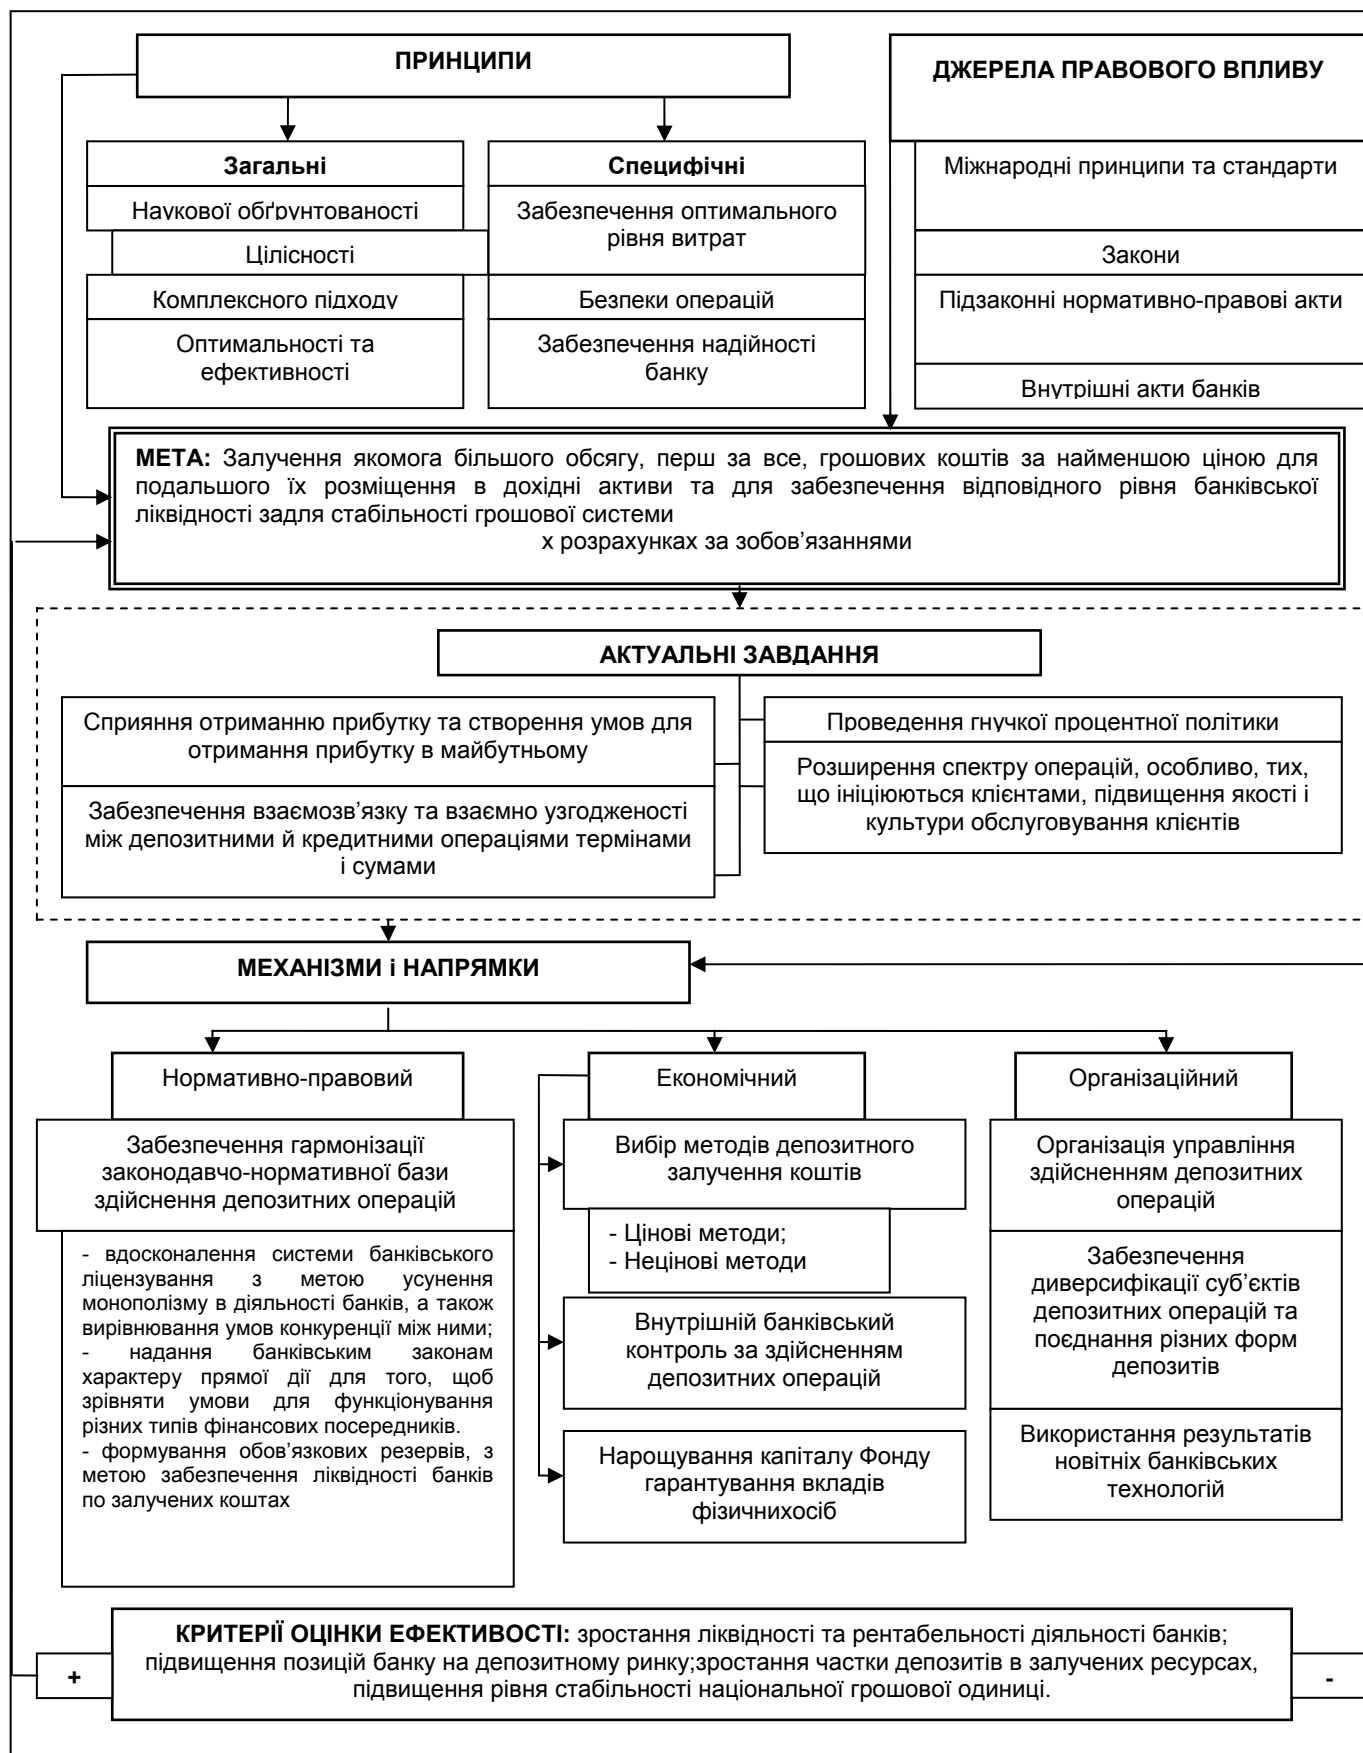 ПРИНЦИПИ
ДЖЕРЕЛА ПРАВОВОГО ВПЛИВУ
Загальні
Наукової обґрунтованості
Цілісності
Комплексного підходу
Оптимальності та
ефективності
Специфічні
Забезпечення оптимального
рівня витрат
Безпеки операцій
Забезпечення надійності
банку
Міжнародні принципи та стандарти
Закони
Підзаконні нормативно-правові акти
Внутрішні акти банків
МЕТА: Залучення якомога більшого обсягу, перш за все, грошових коштів за найменшою ціною для
подальшого їх розміщення в дохідні активи та для забезпечення відповідного рівня банківської
ліквідності задля стабільності грошової системи
х розрахунках за зобов’язаннями
АКТУАЛЬНІ ЗАВДАННЯ
Сприяння отриманню прибутку та створення умов для
отримання прибутку в майбутньому
Забезпечення взаємозв’язку та взаємно узгодженості
між депозитними й кредитними операціями термінами
і сумами
Проведення гнучкої процентної політики
Розширення спектру операцій, особливо, тих,
що ініціюються клієнтами, підвищення якості і
культури обслуговування клієнтів
МЕХАНІЗМИ і НАПРЯМКИ
Нормативно-правовий
Забезпечення гармонізації
законодавчо-нормативної бази
здійснення депозитних операцій
- вдосконалення системи банківського
ліцензування з метою усунення
монополізму в діяльності банків, а також
вирівнювання умов конкуренції між ними;
- надання банківським законам
характеру прямої дії для того, щоб
зрівняти умови для функціонування
різних типів фінансових посередників.
- формування обов’язкових резервів, з
метою забезпечення ліквідності банків
по залучених коштах
Економічний
Вибір методів депозитного
залучення коштів
- Цінові методи;
- Нецінові методи
Внутрішній банківський
контроль за здійсненням
депозитних операцій
Нарощування капіталу Фонду
гарантування вкладів
фізичнихосіб
Організаційний
Організація управління
здійсненням депозитних
операцій
Забезпечення
диверсифікації суб’єктів
депозитних операцій та
поєднання різних форм
депозитів
Використання результатів
новітніх банківських
технологій
КРИТЕРІЇ ОЦІНКИ ЕФЕКТИВОСТІ: зростання ліквідності та рентабельності діяльності банків;
підвищення позицій банку на депозитному ринку;зростання частки депозитів в залучених ресурсах,
підвищення рівня стабільності національної грошової одиниці.
+
-